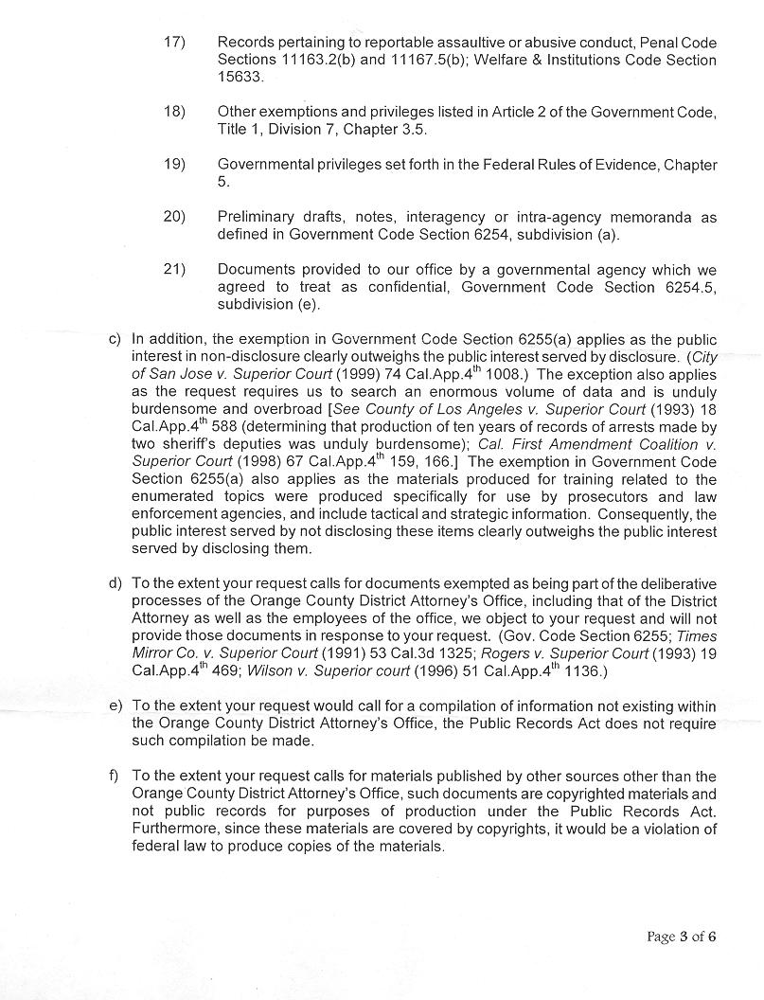 17) Records pertaining to reportable assaultive or abusive conduct, Penal Code
Sections 11163.2(b) and 11167.5(b); Welfare & Institutions Code Section
15633.
18) Other exemptions and privileges listed in Article 2 of the Government Code,
Title 1, Division 7, Chapter 3.5.
19) Governmental privileges set forth in the Federal Rules of Evidence, Chapter
5.
20) Preliminary drafts, notes, interagency or intra-agency memoranda as
defined in Government Code Section 6254, subdivision (a).
21) Documents provided to our office by a governmental agency which we
agreed to treat as confidential, Government Code Section 6254.5,
subdivision (e).
c) In addition, the exemption in Government Code Section 6255(a) applies as the public
interest in non-disclosure clearly outweighs the public interest served by disclosure. (City
of San Jose v. Superior Court (1999) 74 Cal.App.4th 1008.) The exception also applies
as the request requires us to search an enormous volume of data and is unduly
burdensome and overbroad [See County of Los Angeles v. Superior Court (1993) 18
Cal.App.4th 588 (determining that production of ten years of records of arrests made by
two sheriff's deputies was unduly burdensome); Cal. First Amendment Coalition v.
Superior Court (1998) 67 Cal.App.4th 159, 166.] The exemption in Government Code
Section 6255(a) also applies as the materials produced for training related to the
enumerated topics were produced specifically for use by prosecutors and law
enforcement agencies, and include tactical and strategic information. Consequently, the
public interest served by not disclosing these items clearly outweighs the public interest
served by disclosing them.
d) To the extent your request calls for documents exempted as being part of the deliberative
processes of the Orange County District Attorney's Office, including that of the District
Attorney as well as the employees of the office, we object to your request and will not
provide those documents in response to your request. (Gov. Code Section 6255; Times
Mirror Co. v. Superior Court (1991) 53 Cal.3d 1325; Rogers v. Superior Court (1993) 19
Cal.App.4th 469; Wilson v. Superior court (1996) 51 Cal.App.4th 1136.)
e) To the extent your request would call for a compilation of information not existing within
the Orange County District Attorney's Office, the Public Records Act does not require
such compilation be made.
f) To the extent your request calls for materials published by other sources other than the
Orange County District Attorney's Office, such documents are copyrighted materials and
not public records for purposes of production under the Public Records Act.
Furthermore, since these materials are covered by copyrights, it would be a violation of
federal law to produce copies of the materials.
Page 3 of 6